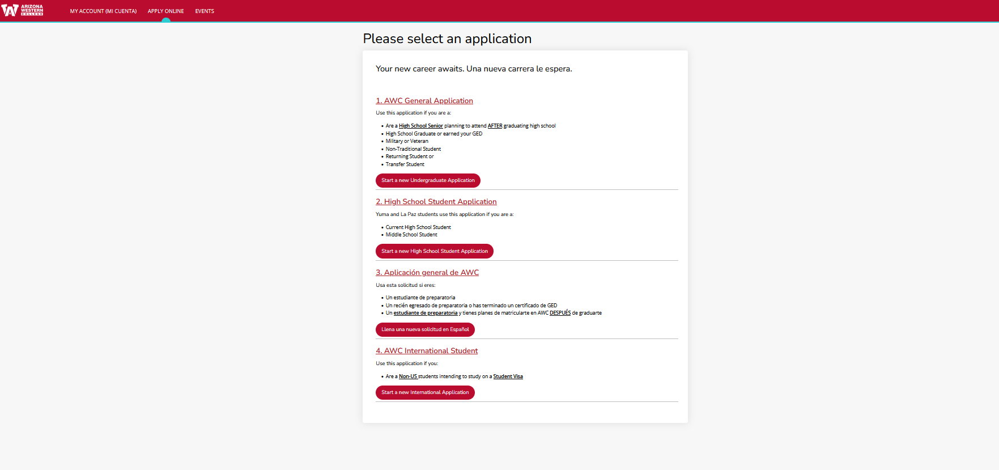 ARIZONA
WESTERN
COLLEGE
MY ACCOUNT (MI CUENTA) APPLY ONLINE EVENTS
Please select an application
Your new career awaits. Una nueva carrera le espera.
1. AWC General Application
Use this application if you are a:
• Are a High School Senior planning to attend AFTER graduating high school
• High School Graduate or earned your GED
• Military or Veteran
• Non-Traditional Student
• Returning Student or
• Transfer Student
Start a new Undergraduate Application
2. High School Student Application
Yuma and La Paz students use this application if you are a:
• Current High School Student
• Middle School Student
Start a new High School Student Application
3. Aplicación general de AWC
Usa esta solicitud si eres:
• Un estudiante de preparatoria
• Un recién egresado de preparatoria o has terminado un certificado de GED
• Un estudiante de preparatoria y tienes planes de matricularte en AWC DESPUÉS de graduarte
Llena una nueva solicitud en Español
4. AWC International Student
Use this application if you:
• Are a Non-US students intending to study on a Student Visa
Start a new International Application